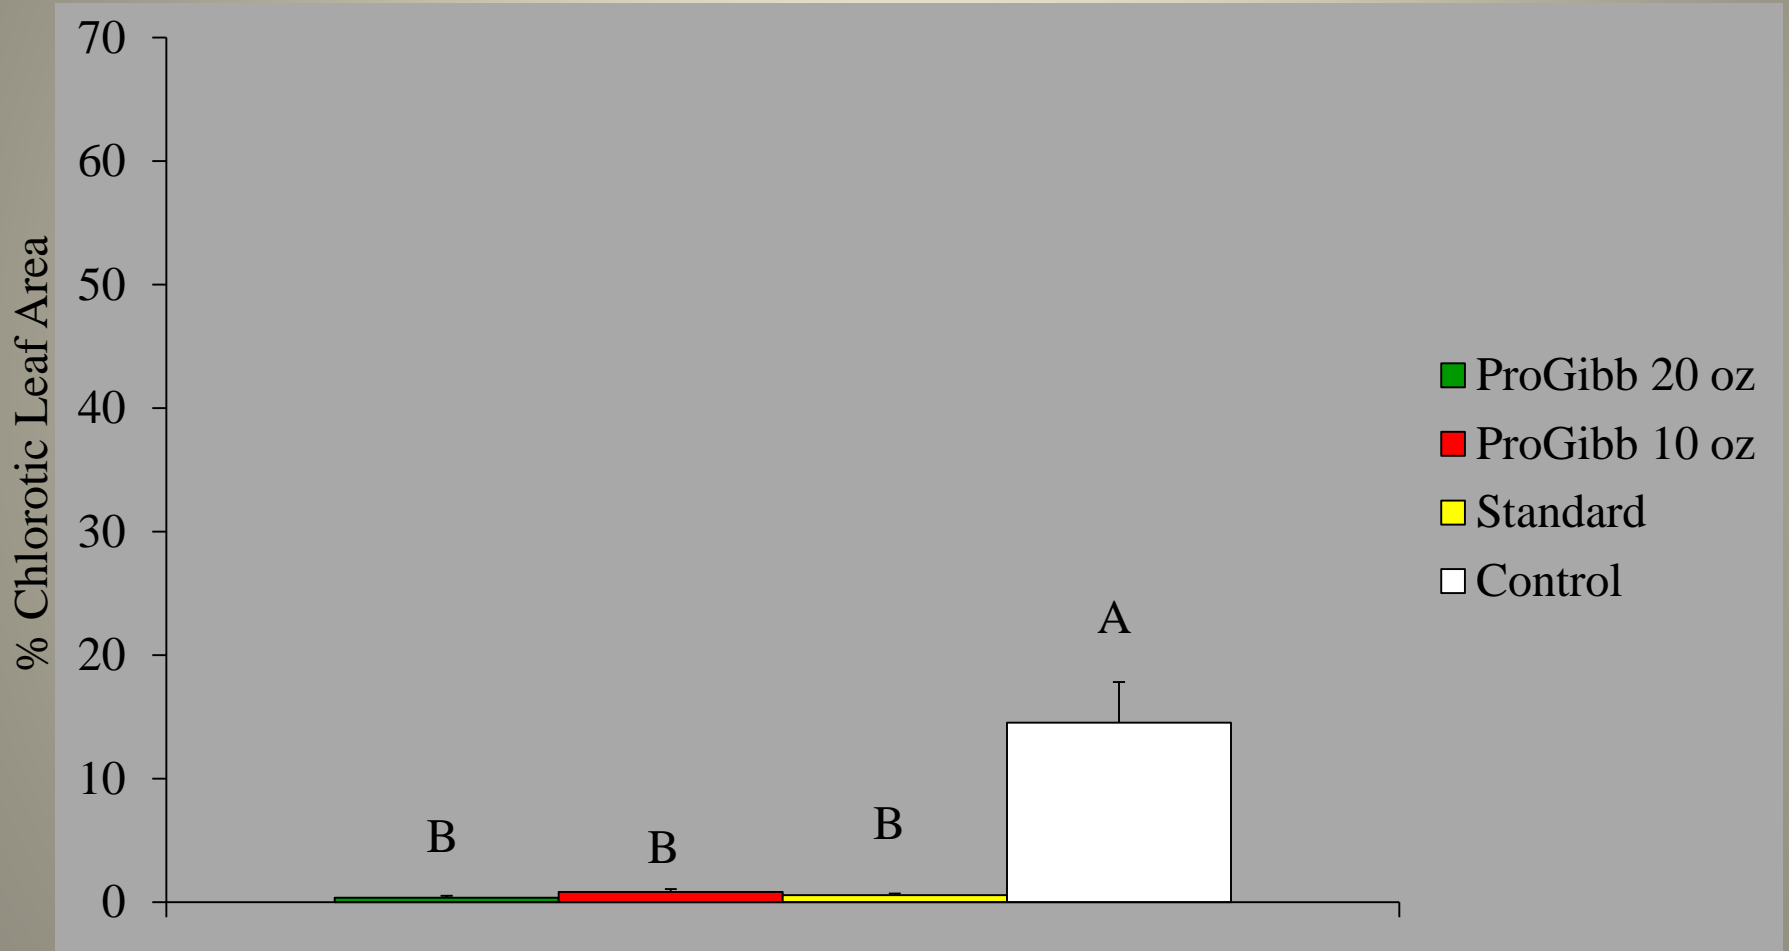 % Chlorotic Leaf Area
70
60
50
40
30
20
10
0
B
B
B
A
ProGibb 20 oz
ProGibb 10 oz
Standard
Control